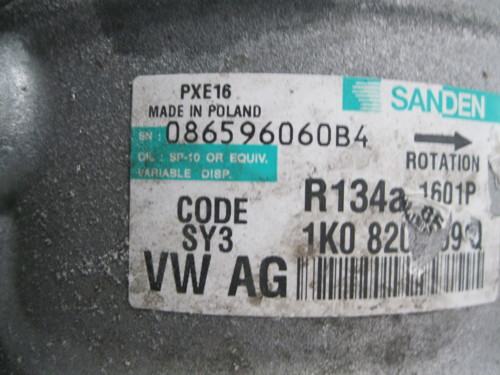 PXE16
SANDEN
MADE IN POLAND
SN: 086596060B4
OIL: SP-10 OR EQUIV.
ROTATION
VARIABLE DISP.
R134a 1601P
CODE
SY3
1K0
VW AG